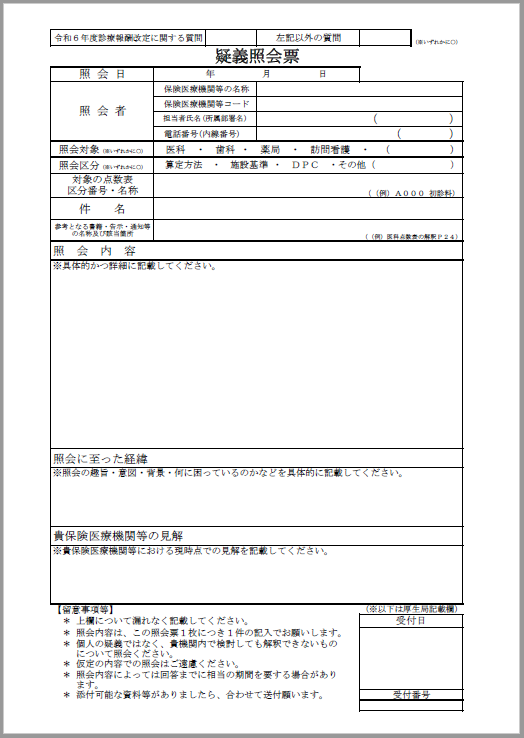 令和６年度診療報酬改定に関する質問　左記以外の質問　(※いずれかに〇)
疑義照会票
照会日　年　月　日
照会者
保険医療機関等の名称
保険医療機関等コード
担当者氏名(所属部署名)　(　)
電話番号(内線番号)　(　)
照会対象 (※いずれかに〇)　医科　・　歯科　・　薬局　・　訪問看護　・　(　)
照会区分 (※いずれかに〇)　算定方法　・　施設基準　・　ＤＰＣ　・その他（　)
対象の点数表
区分番号・名称
（（例）Ａ０００ 初診料）
件　名
参考となる書籍・告示・通知等
の名称及び該当箇所
（（例）医科点数表の解釈Ｐ２４）
照　会　内　容
※具体的かつ詳細に記載してください。
照会に至った経緯
※照会の趣旨・意図・背景・何に困っているのかなどを具体的に記載してください。
貴保険医療機関等の見解
※貴保険医療機関等における現時点での見解を記載してください。
【留意事項等】
＊ 上欄について漏れなく記載してください。
＊ 照会内容は、この照会票１枚につき１件の記入でお願いします。
＊ 個人の疑義ではなく、貴機関内で検討しても解釈できないもの
について照会ください。
＊ 仮定の内容での照会はご遠慮ください。
＊ 照会内容によっては回答までに相当の期間を要する場合があり
ます。
＊ 添付可能な資料等がありましたら、合わせて送付願います。
（※以下は厚生局記載欄）
受付日
受付番号